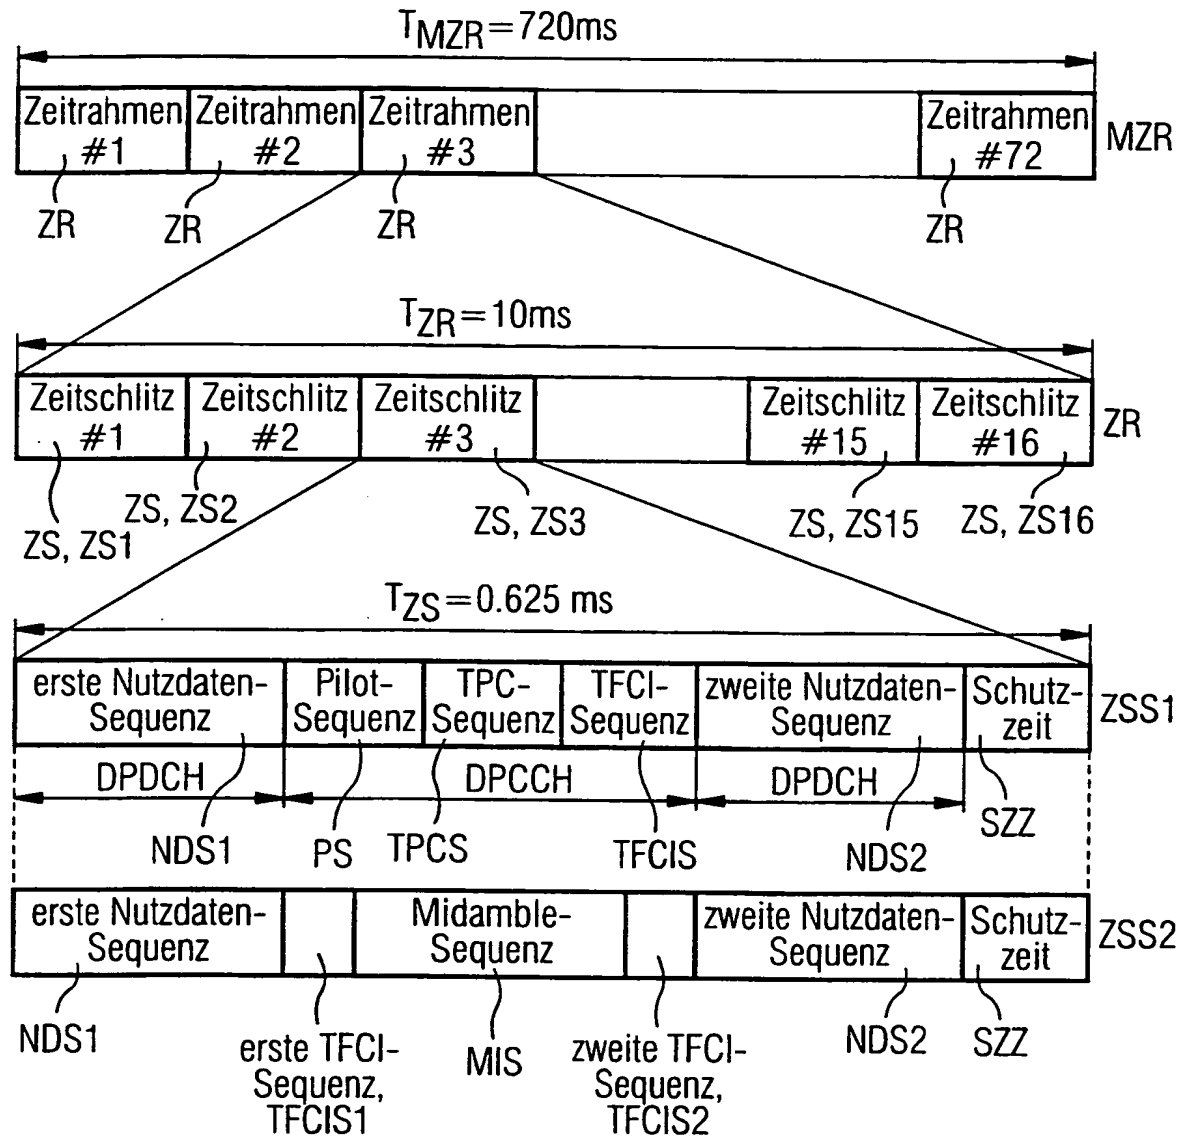 TMZR=720ms
Zeitrahmen #1
Zeitrahmen #2
Zeitrahmen #3
Zeitrahmen #72
MZR
ZR
ZR
ZR
ZR
TZR=10ms
Zeitschlitz #1
Zeitschlitz #2
Zeitschlitz #3
Zeitschlitz #15
Zeitschlitz #16
ZR
ZS, ZS1
ZS, ZS2
ZS, ZS3
ZS, ZS15
ZS, ZS16
TZS=0.625 ms
erste Nutzdaten-
Sequenz
Pilot-
Sequenz
TPC-
Sequenz
TFCI-
Sequenz
zweite Nutzdaten-
Sequenz
Schutz-
zeit
ZSS1
DPDCH
DPCCH
DPDCH
NDS1
PS
TPCS
TFCIS
NDS2
SZZ
erste Nutzdaten-
Sequenz
Midamble-
Sequenz
zweite Nutzdaten-
Sequenz
Schutz-
zeit
ZSS2
NDS1
erste TFCI-
Sequenz,
TFCIS1
MIS
zweite TFCI-
Sequenz,
TFCIS2
NDS2
SZZ